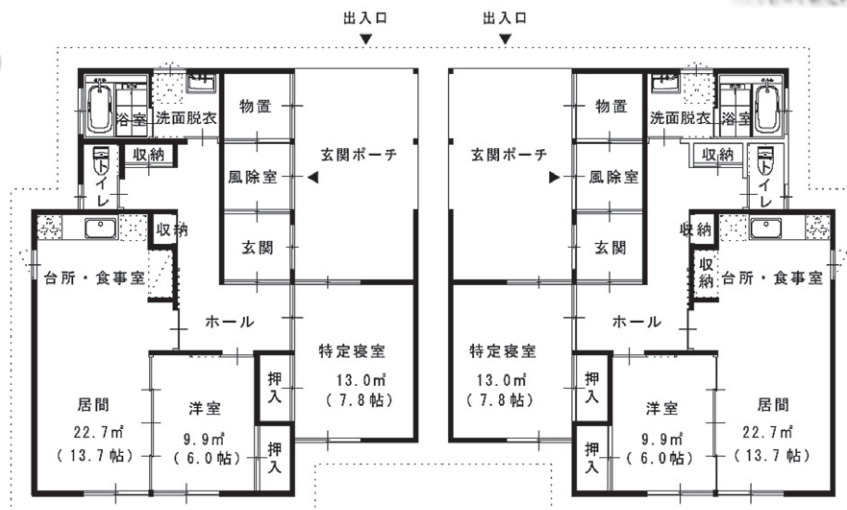 出入口
出入口
浴室
洗面脱衣
物置
玄関ポーチ
玄関ポーチ
物置
洗面脱衣
浴室
トイレ
収納
風除室
風除室
収納
トイレ
収納
玄関
玄関
収納
台所・食事室
収納
台所・食事室
ホール
ホール
特定寝室
13.0㎡
(7.8帖)
特定寝室
13.0㎡
(7.8帖)
押入
押入
居間
22.7㎡
(13.7帖)
洋室
9.9㎡
(6.0帖)
押入
押入
洋室
9.9㎡
(6.0帖)
居間
22.7㎡
(13.7帖)